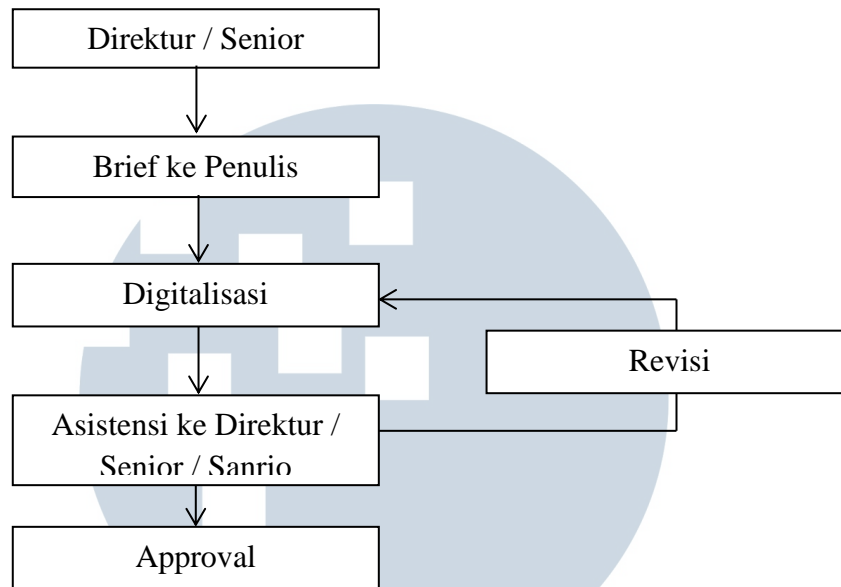 Direktur / Senior
Brief ke Penulis
Digitalisasi
Revisi
Asistensi ke Direktur /
Senior / Sanrio
Approval